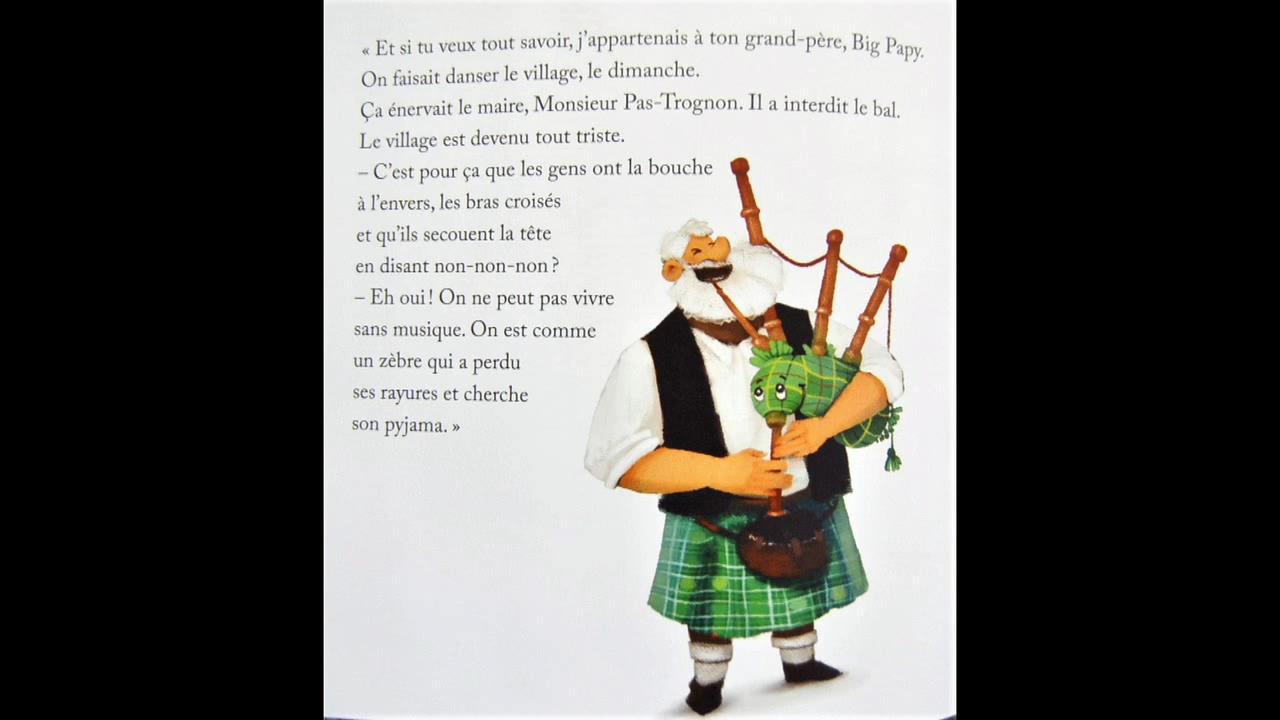 « Et si tu veux tout savoir, j’appartenais à ton grand-père, Big Papy.
On faisait danser le village, le dimanche.
Ça énervait le maire, Monsieur Pas-Trognon. Il a interdit le bal.
Le village est devenu tout triste.
– C’est pour ça que les gens ont la bouche
à l’envers, les bras croisés
et qu’ils secouent la tête
en disant non-non-non ?
– Eh oui ! On ne peut pas vivre
sans musique. On est comme
un zèbre qui a perdu
ses rayures et cherche
son pyjama. »